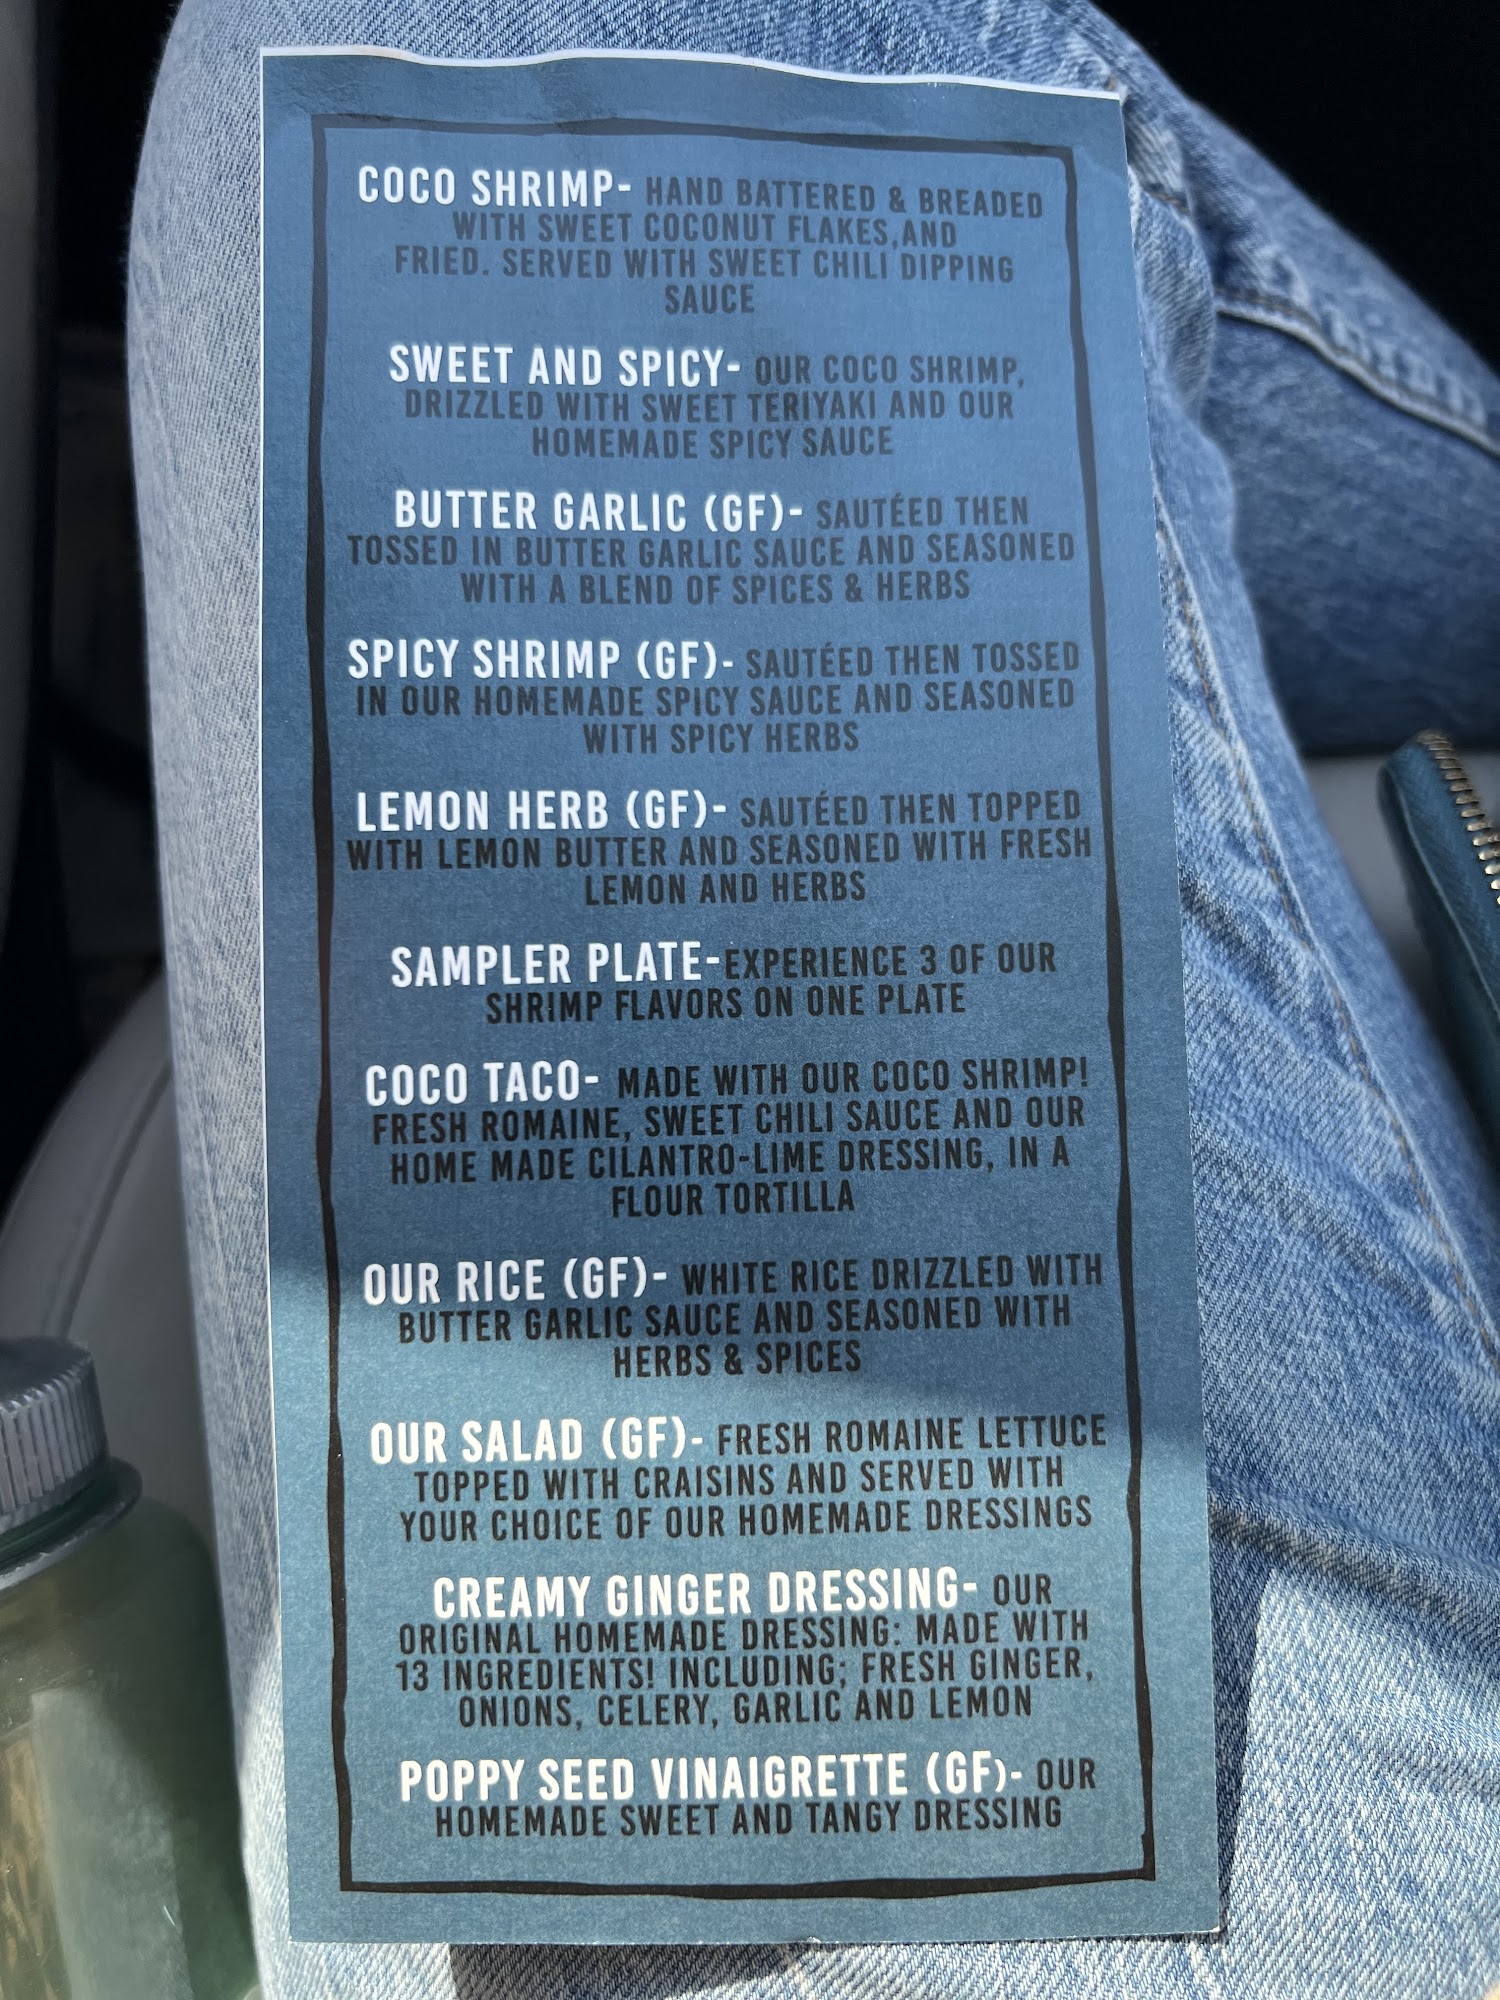 COCO SHRIMP- HAND BATTERED & BREADED
WITH SWEET COCONUT FLAKES,AND
FRIED. SERVED WITH SWEET CHILI DIPPING
SAUCE
SWEET AND SPICY- OUR COCO SHRIMP,
DRIZZLED WITH SWEET TERIYAKI AND OUR
HOMEMADE SPICY SAUCE
BUTTER GARLIC (GF)- SAUTÉED THEN
TOSSED IN BUTTER GARLIC SAUCE AND SEASONED
WITH A BLEND OF SPICES & HERBS
SPICY SHRIMP (GF)- SAUTÉED THEN TOSSED
IN OUR HOMEMADE SPICY SAUCE AND SEASONED
WITH SPICY HERBS
LEMON HERB (GF)- SAUTÉED THEN TOPPED
WITH LEMON BUTTER AND SEASONED WITH FRESH
LEMON AND HERBS
SAMPLER PLATE-EXPERIENCE 3 OF OUR
SHRIMP FLAVORS ON ONE PLATE
COCO TACO- MADE WITH OUR COCO SHRIMP!
FRESH ROMAINE, SWEET CHILI SAUCE AND OUR
HOME MADE CILANTRO-LIME DRESSING, IN A
FLOUR TORTILLA
OUR RICE (GF)- WHITE RICE DRIZZLED WITH
BUTTER GARLIC SAUCE AND SEASONED WITH
HERBS & SPICES
OUR SALAD (GF)- FRESH ROMAINE LETTUCE
TOPPED WITH CRAISINS AND SERVED WITH
YOUR CHOICE OF OUR HOMEMADE DRESSINGS
CREAMY GINGER DRESSING- OUR
ORIGINAL HOMEMADE DRESSING: MADE WITH
13 INGREDIENTS! INCLUDING; FRESH GINGER,
ONIONS, CELERY, GARLIC AND LEMON
POPPY SEED VINAIGRETTE (GF)- OUR
HOMEMADE SWEET AND TANGY DRESSING